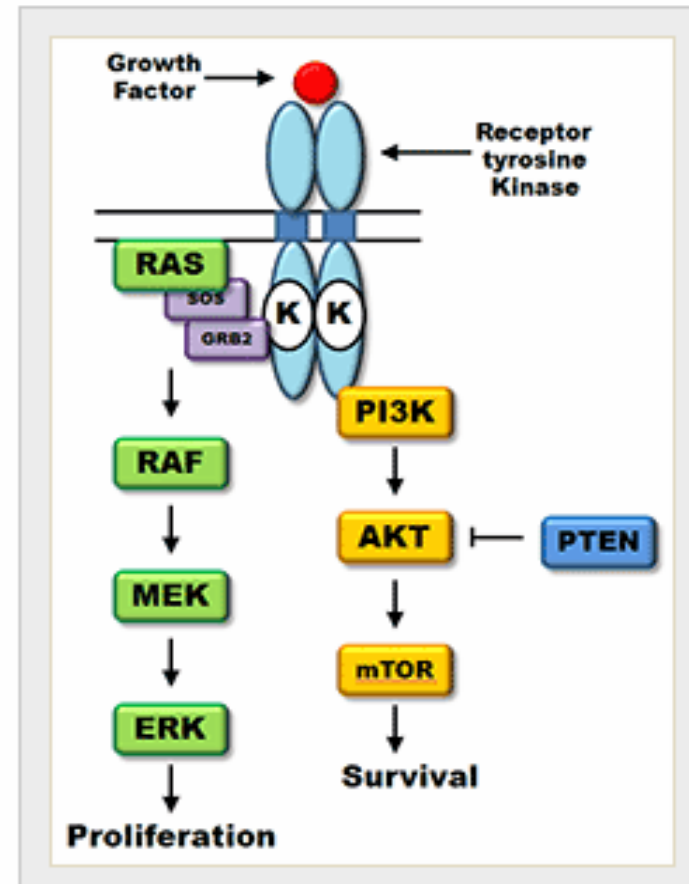 Growth
Factor
Receptor
tyrosine
Kinase
RAS
SOS
GRB2
K K
PI3K
RAF
AKT
PTEN
MEK
mTOR
ERK
Survival
Proliferation